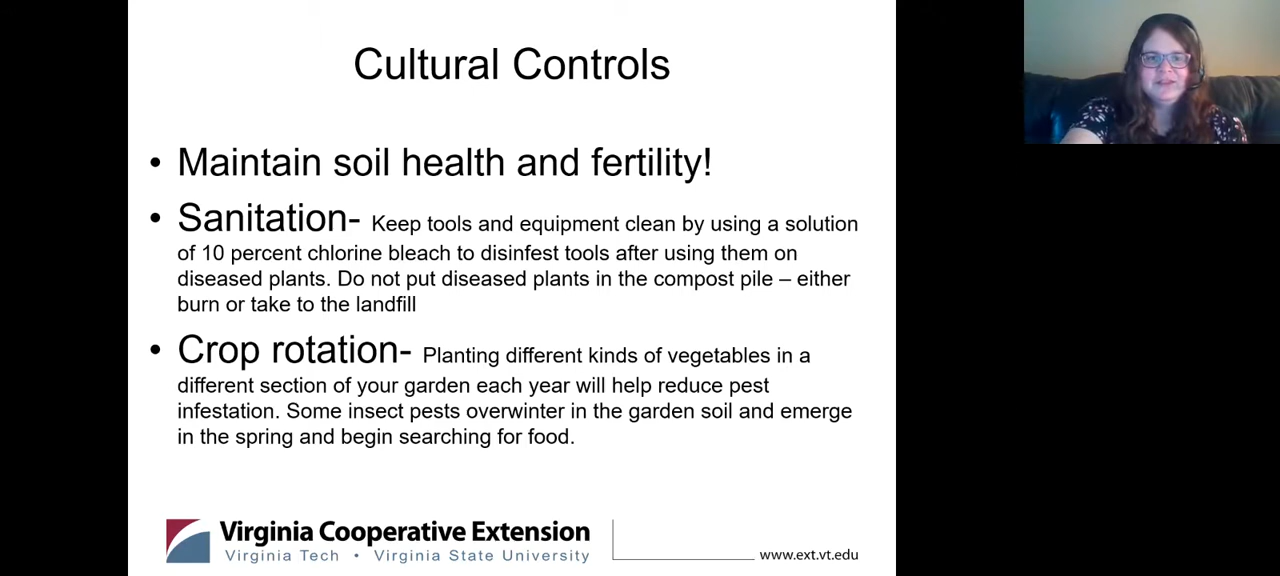 Cultural Controls
• Maintain soil health and fertility!
• Sanitation- Keep tools and equipment clean by using a solution
of 10 percent chlorine bleach to disinfest tools after using them on
diseased plants. Do not put diseased plants in the compost pile – either
burn or take to the landfill
• Crop rotation- Planting different kinds of vegetables in a
different section of your garden each year will help reduce pest
infestation. Some insect pests overwinter in the garden soil and emerge
in the spring and begin searching for food.
Virginia Cooperative Extension
Virginia Tech • Virginia State University
www.ext.vt.edu